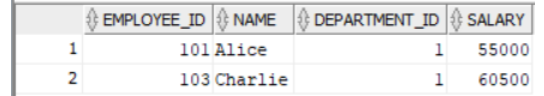 EMPLOYEE_ID NAME DEPARTMENT_ID SALARY
1 101 Alice 1 55000
2 103 Charlie 1 60500